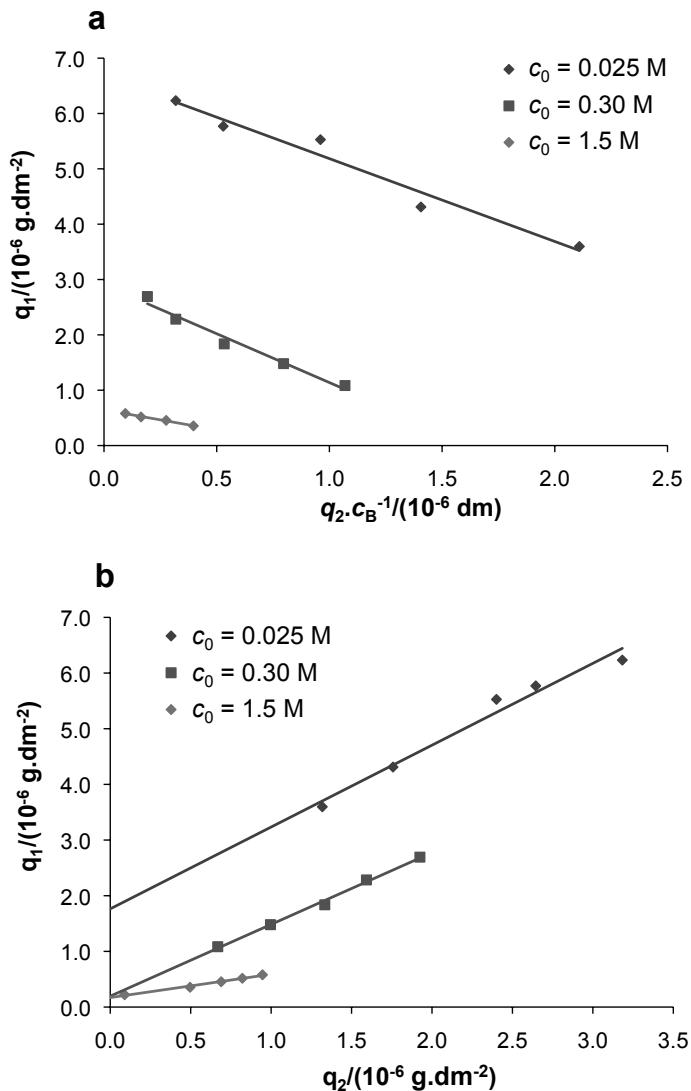 a
7.0
6.0
5.0
4.0
3.0
2.0
1.0
0.0
q₁/(10⁻⁶ g.dm⁻²)
c₀ = 0.025 M
c₀ = 0.30 M
c₀ = 1.5 M
0.0 0.5 1.0 1.5 2.0 2.5
q₂.c_B⁻¹/(10⁻⁶ dm)
b
7.0
6.0
5.0
4.0
3.0
2.0
1.0
0.0
q₁/(10⁻⁶ g.dm⁻²)
c₀ = 0.025 M
c₀ = 0.30 M
c₀ = 1.5 M
0.0 0.5 1.0 1.5 2.0 2.5 3.0 3.5
q₂/(10⁻⁶ g.dm⁻²)